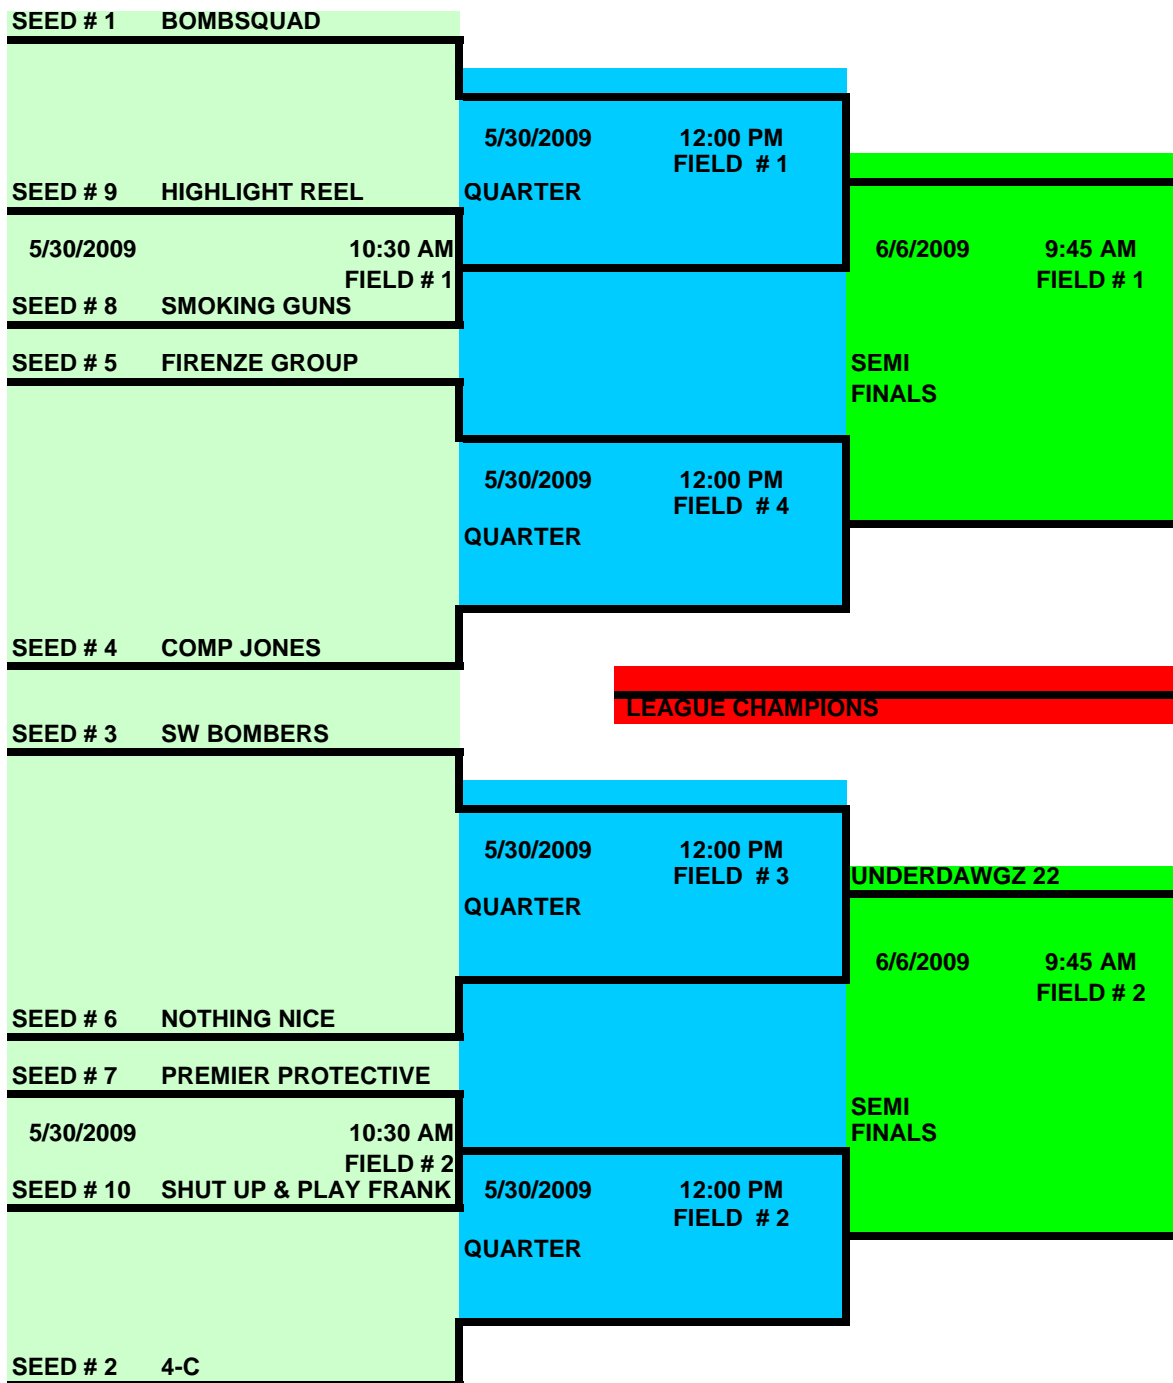 SEED # 1 BOMBSQUAD
5/30/2009 12:00 PM
FIELD # 1
SEED # 9 HIGHLIGHT REEL QUARTER
5/30/2009 10:30 AM 6/6/2009 9:45 AM
FIELD # 1 FIELD # 1
SEED # 8 SMOKING GUNS
SEED # 5 FIRENZE GROUP SEMI
FINALS
5/30/2009 12:00 PM
FIELD # 4
QUARTER
SEED # 4 COMP JONES
LEAGUE CHAMPIONS
SEED # 3 SW BOMBERS
5/30/2009 12:00 PM
FIELD # 3 UNDERDAWGZ 22
QUARTER
6/6/2009 9:45 AM
FIELD # 2
SEED # 6 NOTHING NICE
SEED # 7 PREMIER PROTECTIVE
SEMI
5/30/2009 10:30 AM FINALS
FIELD # 2
SEED # 10 SHUT UP & PLAY FRANK 5/30/2009 12:00 PM
FIELD # 2
QUARTER
SEED # 2 4-C